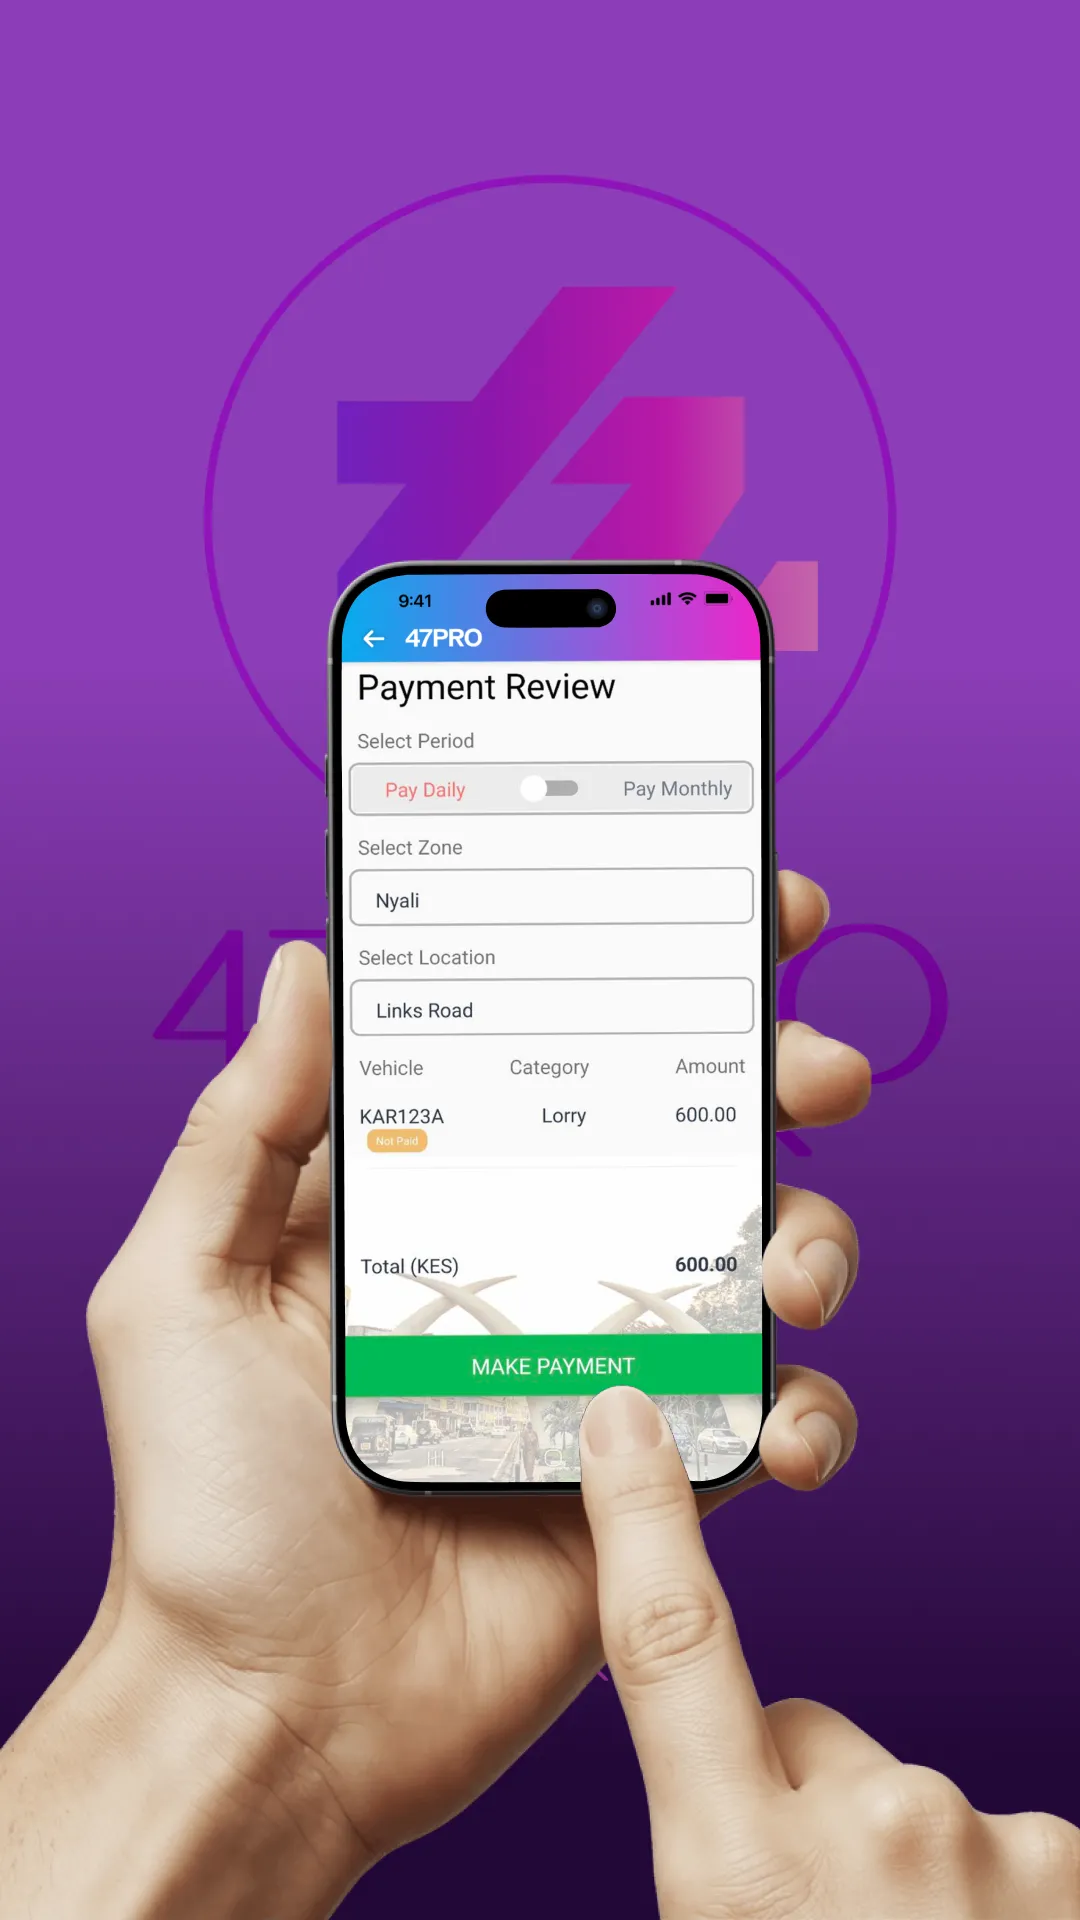 9:41
47PRO
Payment Review
Select Period
Pay Daily Pay Monthly
Select Zone
Nyali
Select Location
Links Road
Vehicle Category Amount
KAR123A Lorry 600.00
Not Paid
Total (KES) 600.00
MAKE PAYMENT